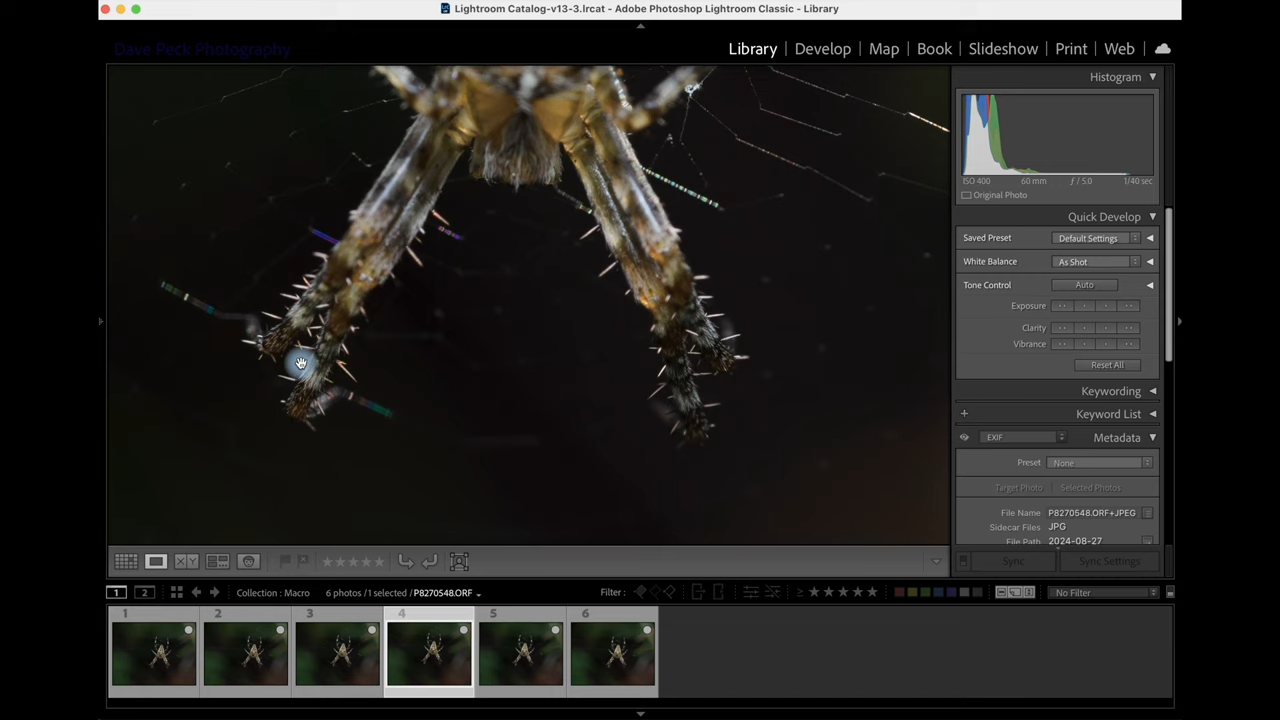 Lightroom Catalog-v13-3.lrcat - Adobe Photoshop Lightroom Classic - Library
Dave Peck Photography
Library Develop Map Book Slideshow Print Web
Histogram
ISO 400 60 mm ƒ / 5.0 1/40 sec
Original Photo
Quick Develop
Saved Preset Default Settings
White Balance As Shot
Tone Control Auto
Exposure
Clarity
Vibrance
Reset All
Keywording
+ Keyword List
EXIF Metadata
Preset None
Target Photo Selected Photos
File Name P8270548.ORF+JPEG
Sidecar Files JPG
File Path 2024-08-27
XY
Sync Sync Settings
1 2 Collection : Macro 6 photos /1 selected /P8270548.ORF Filter : No Filter
1 2 3 4 5 6